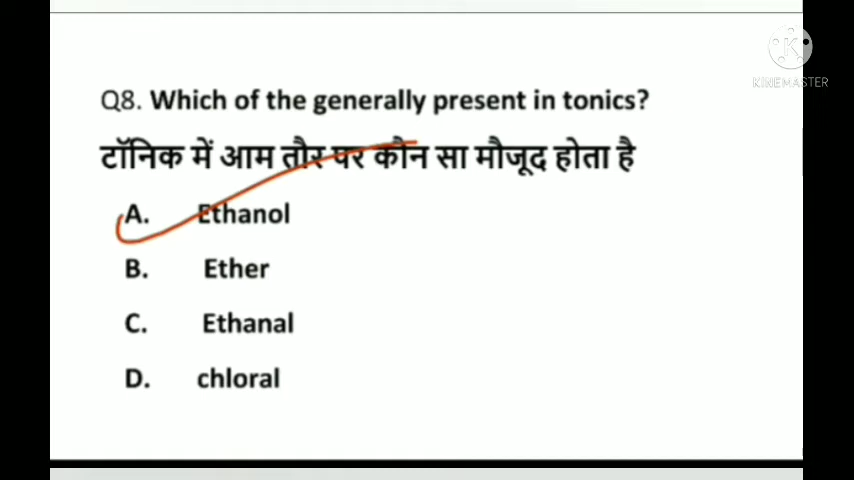 KINEMASTER
Q8. Which of the generally present in tonics?
टॉनिक में आम तौर पर कौन सा मौजूद होता है
A. Ethanol
B. Ether
C. Ethanal
D. chloral